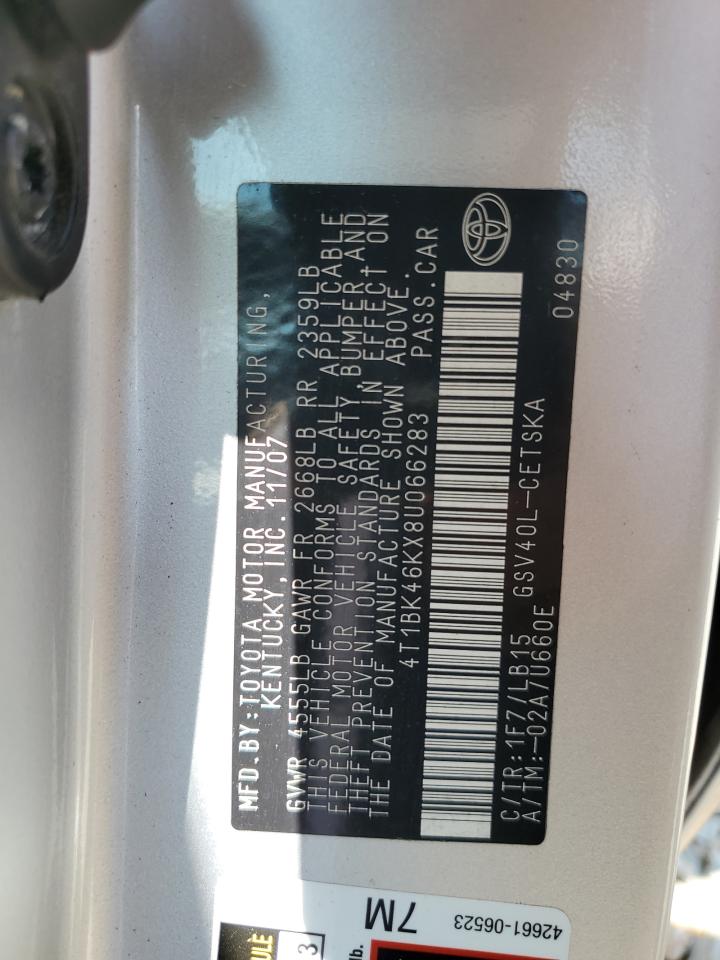 MFD.BY:TOYOTA MOTOR MANUFACTURING,
KENTUCKY,INC. 11/07
GVWR 4555LB GAWR FR 2668LB RR 2359LB
THIS VEHICLE CONFORMS TO ALL APPLICABLE
FEDERAL MOTOR VEHICLE SAFETY,BUMPER,AND
THEFT PREVENTION STANDARDS IN EFFECT ON
THE DATE OF MANUFACTURE SHOWN ABOVE.
4T1BK46KX8U066283 PASS.CAR
C/TR:1F7/LB15 GSV40L-CETSKA
A/TM:-02A/U660E 04830
7M
42661-06523
3
lb.